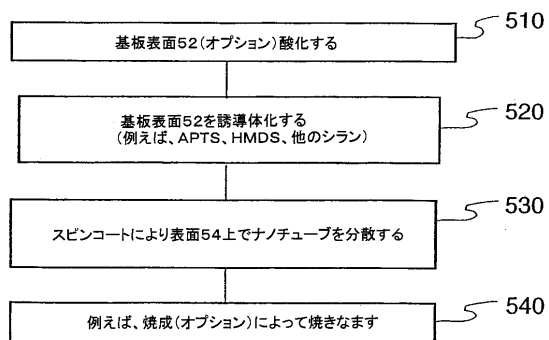 510
基板表面52(オプション)酸化する
520
基板表面52を誘導体化する
(例えば、APTS、HMDS、他のシラン)
530
スピンコートにより表面54上でナノチューブを分散する
540
例えば、焼成(オプション)によって焼きなます